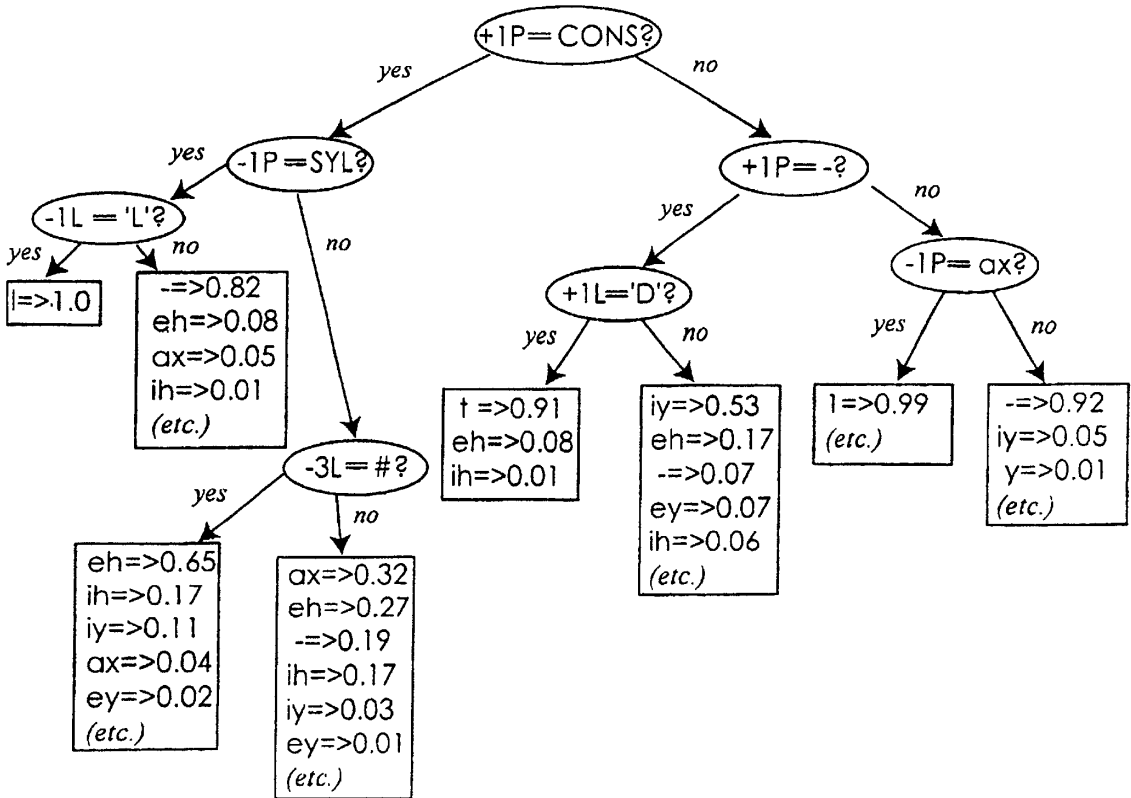 +1P= CONS?
yes
no
-1P=SYL?
+1P= -?
yes
no
yes
no
-1L = 'L'?
-1P= ax?
yes
no
+1L='D'?
yes
no
l=>.1.0
-=>0.82
eh=>0.08
ax=>0.05
ih=>0.01
(etc.)
yes
no
t =>0.91
eh=>0.08
ih=>0.01
iy=>0.53
eh=>0.17
-=>0.07
ey=>0.07
ih=>0.06
(etc.)
1=>0.99
(etc.)
-=>0.92
iy=>0.05
y=>0.01
(etc.)
-3L= #?
yes
no
eh=>0.65
ih=>0.17
iy=>0.11
ax=>0.04
ey=>0.02
(etc.)
ax=>0.32
eh=>0.27
-=>0.19
ih=>0.17
iy=>0.03
ey=>0.01
(etc.)